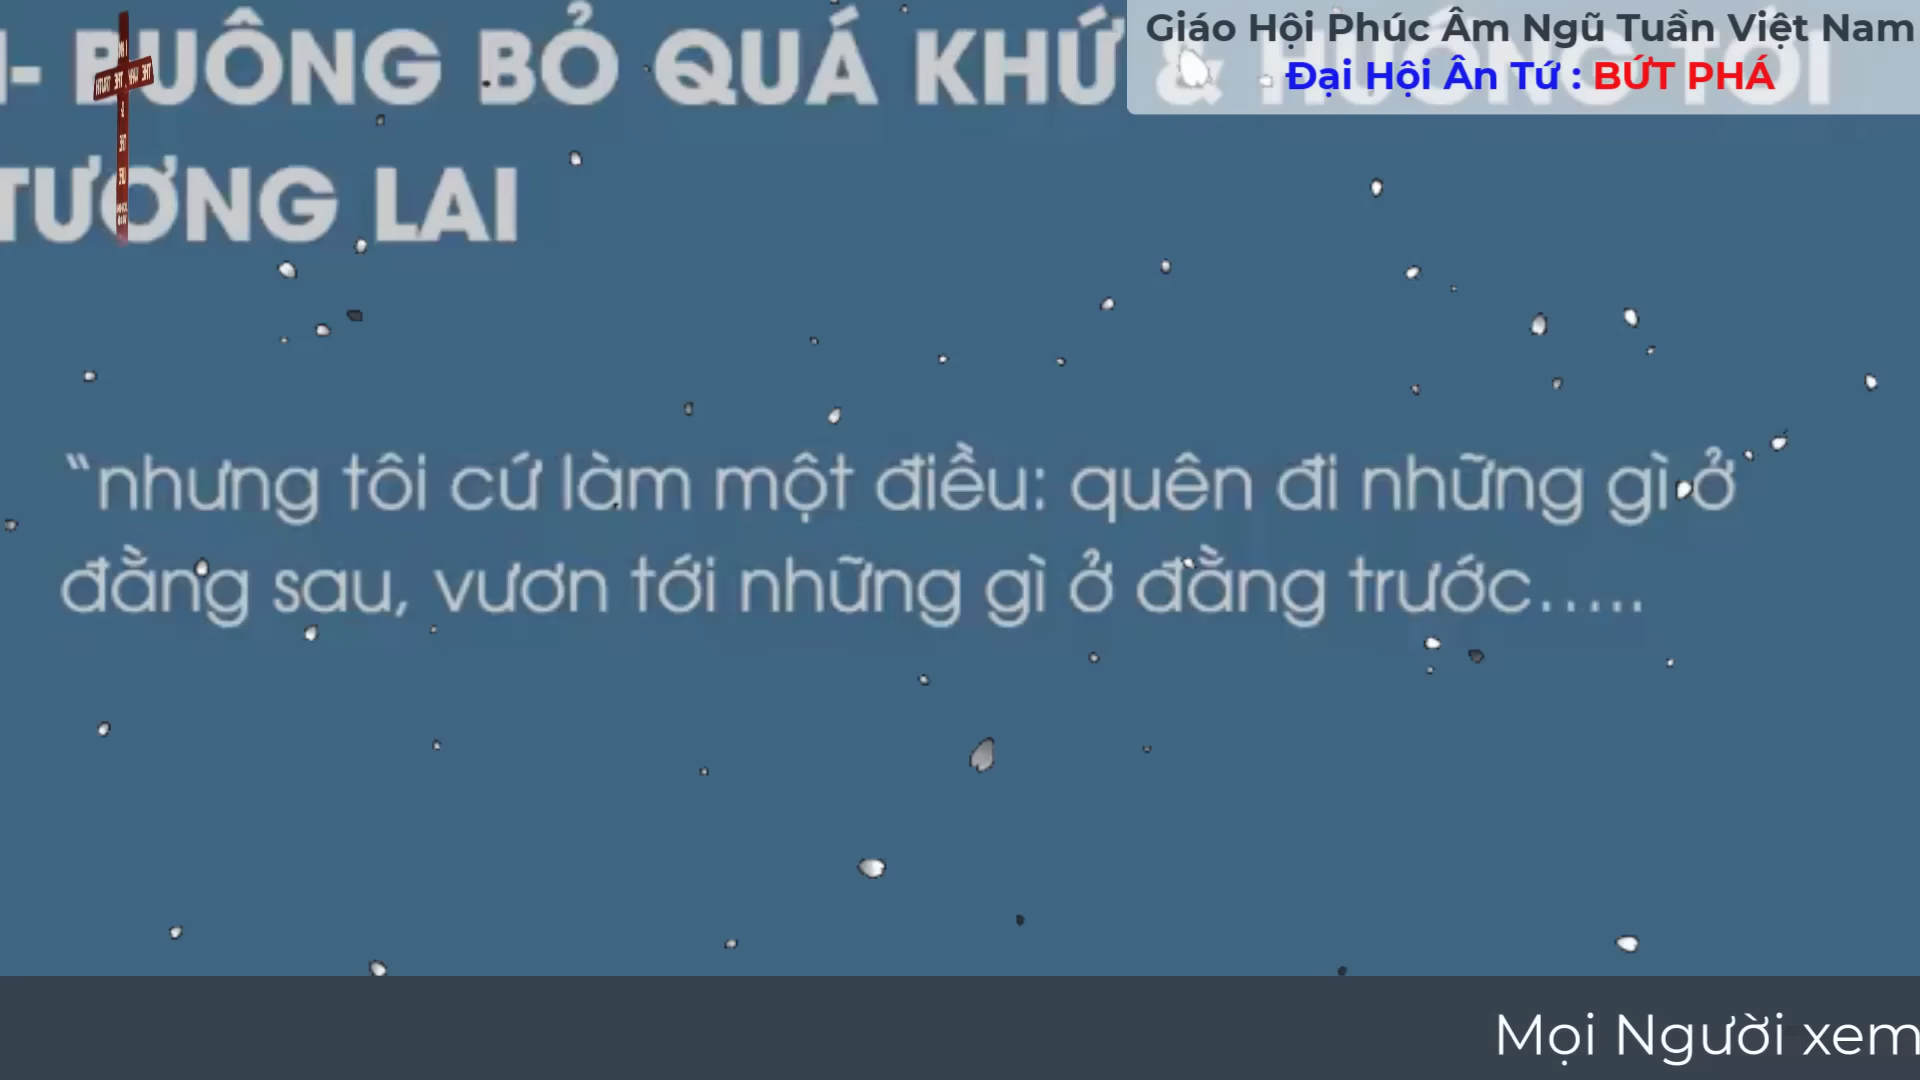 - BUÔNG BỎ QUÁ KHỨ & HƯỚNG TỚI
TƯƠNG LAI
Giáo Hội Phúc Âm Ngũ Tuần Việt Nam
Đại Hội Ân Tứ : BỨT PHÁ
“nhưng tôi cứ làm một điều: quên đi những gì ở
đằng sau, vươn tới những gì ở đằng trước.....
Mọi Người xem